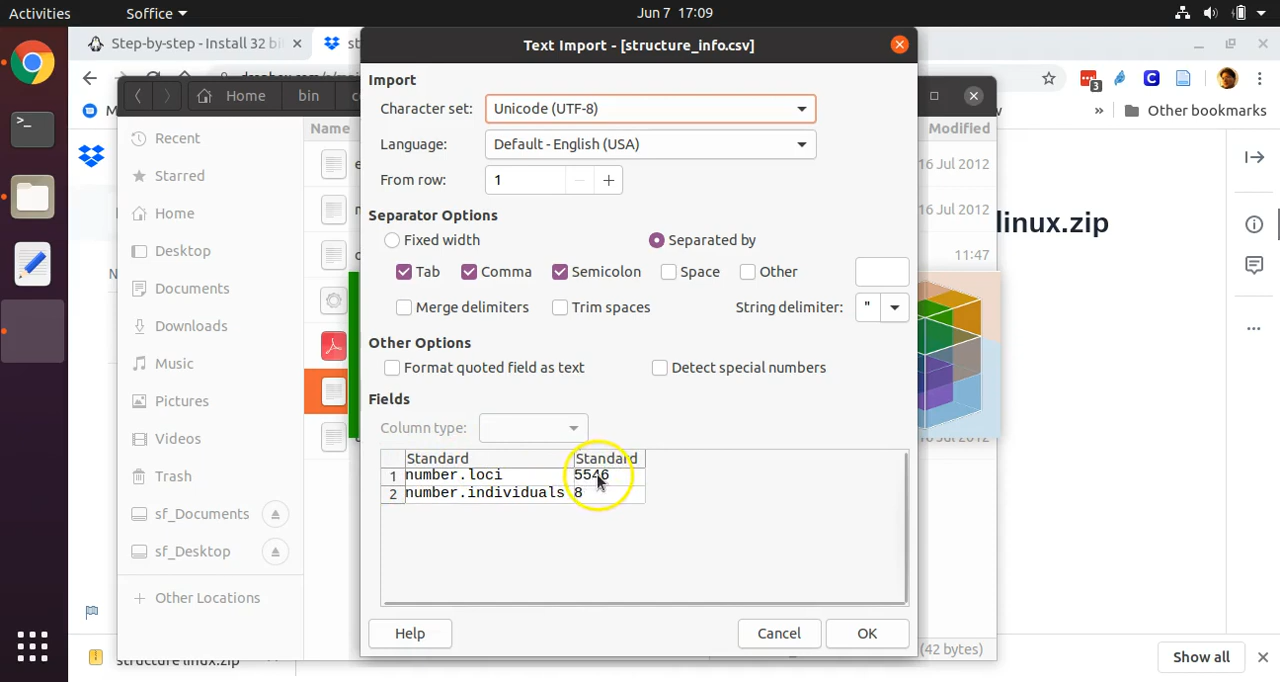 Activities
Soffice
Jun 7 17:09
Step-by-step - Install 32 bi
Text Import - [structure_info.csv]
Import
Character set:
Unicode (UTF-8)
Language:
Default - English (USA)
From row:
1
Separator Options
Fixed width
Separated by
Tab
Comma
Semicolon
Space
Other
Merge delimiters
Trim spaces
String delimiter:
"
Other Options
Format quoted field as text
Detect special numbers
Fields
Column type:
Standard
Standard
1 number.loci 5546
2 number.individuals 8
Help
Cancel
OK
3
Other bookmarks
Home
bin
Name
Modified
Recent
Starred
Home
Desktop
Documents
Downloads
Music
Pictures
Videos
Trash
sf_Documents
sf_Desktop
Other Locations
16 Jul 2012
16 Jul 2012
11:47
linux.zip
(42 bytes)
structure linux.zip
Show all